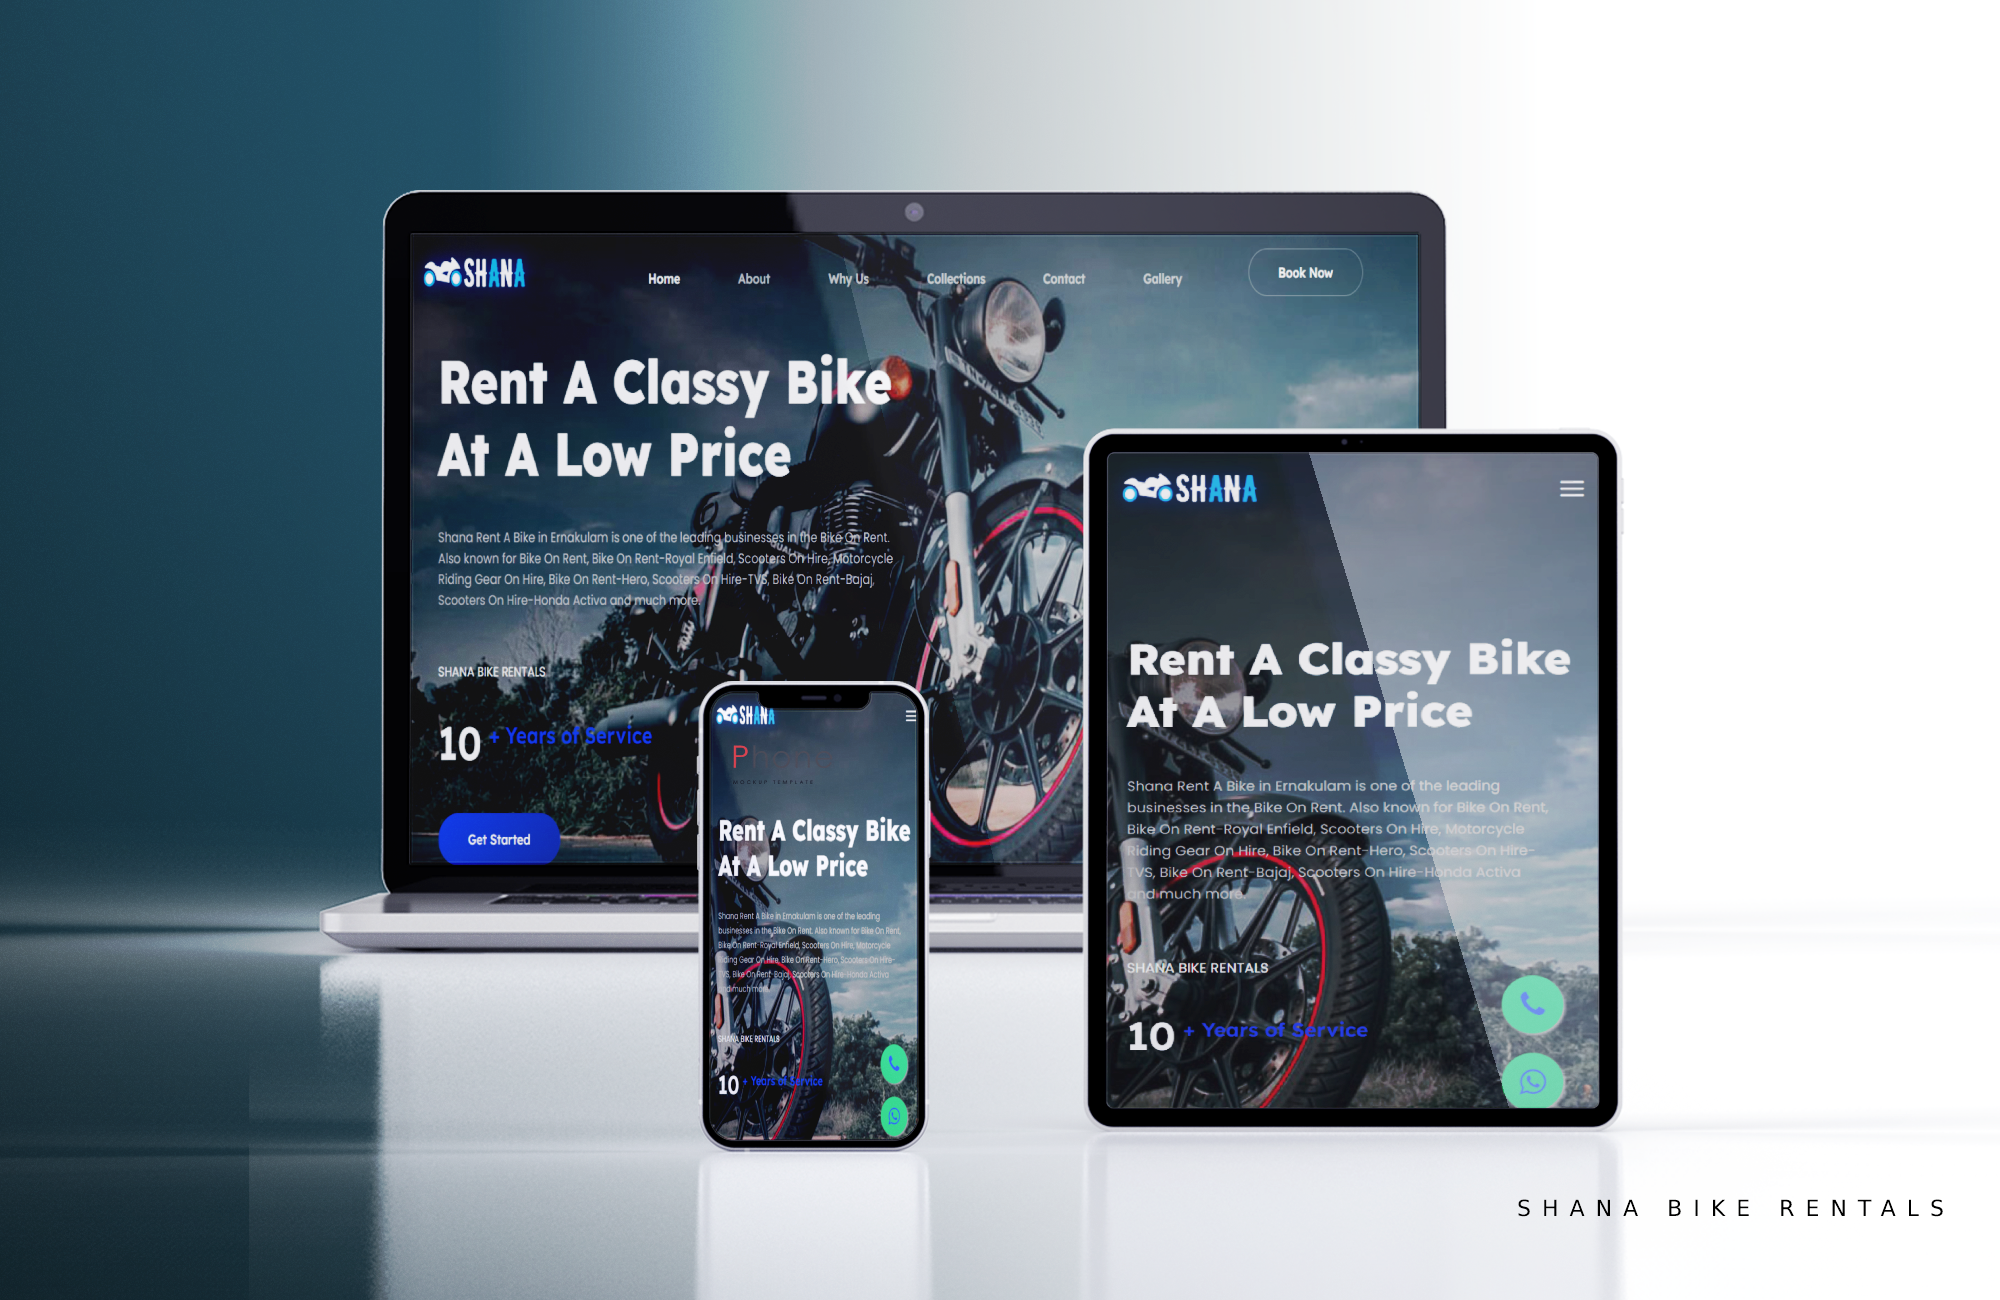 SHANA
Home About Why Us Collections Contact Gallery Book Now
Rent A Classy Bike
At A Low Price
Shana Rent A Bike in Ernakulam is one of the leading businesses in the Bike On Rent.
Also known for Bike On Rent, Bike On Rent-Royal Enfield, Scooters On Hire, Motorcycle
Riding Gear On Hire, Bike On Rent-Hero, Scooters On Hire-TVS, Bike On Rent-Bajaj,
Scooters On Hire-Honda Activa and much more.
SHANA BIKE RENTALS
10 + Years of Service
Get Started
SHANA
Phone
MOCKUP TEMPLATE
Rent A Classy Bike
At A Low Price
Shana Rent A Bike in Ernakulam is one of the leading
businesses in the Bike On Rent. Also known for Bike On Rent,
Bike On Rent-Royal Enfield, Scooters On Hire, Motorcycle
Riding Gear On Hire, Bike On Rent-Hero, Scooters On Hire-
TVS, Bike On Rent-Bajaj, Scooters On Hire-Honda Activa
and much more.
SHANA BIKE RENTALS
10 + Years of Service
SHANA
Rent A Classy Bike
At A Low Price
Shana Rent A Bike in Ernakulam is one of the leading
businesses in the Bike On Rent. Also known for Bike On Rent,
Bike On Rent-Royal Enfield, Scooters On Hire, Motorcycle
Riding Gear On Hire, Bike On Rent-Hero, Scooters On Hire-
TVS, Bike On Rent-Bajaj, Scooters On Hire-Honda Activa
and much more.
SHANA BIKE RENTALS
10 + Years of Service
SHANA BIKE RENTALS